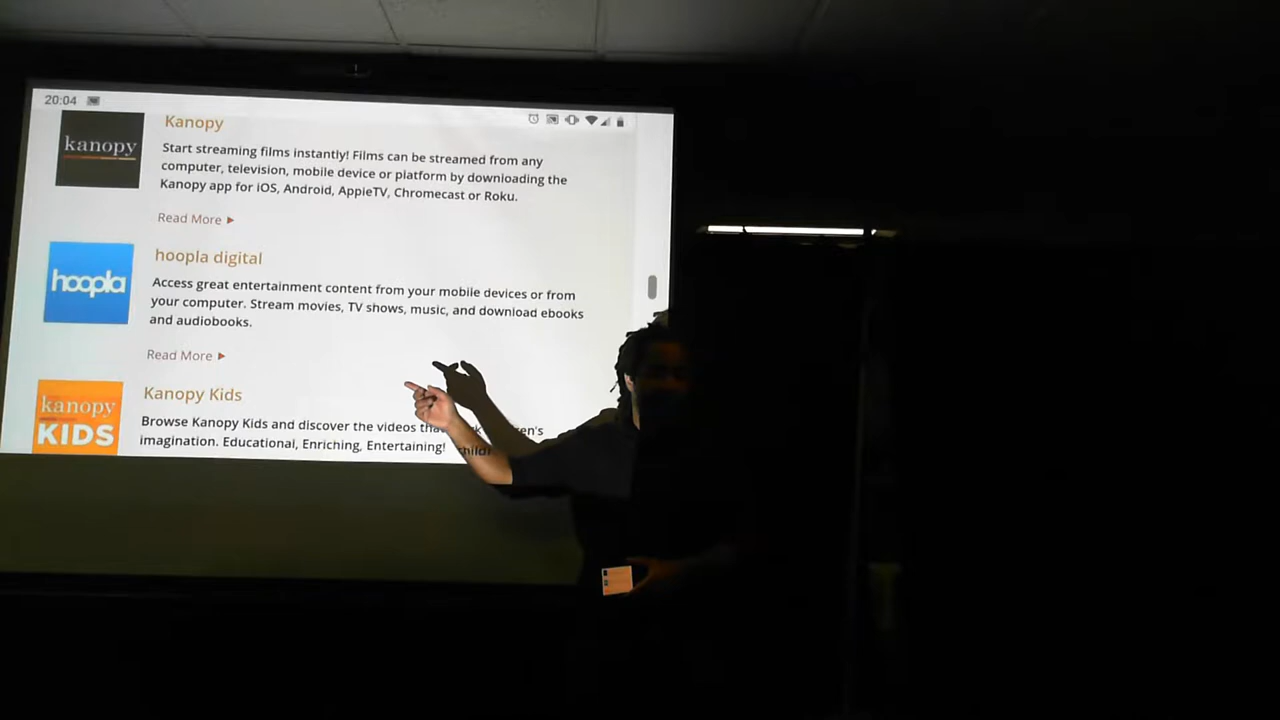 20:04
kanopy
Kanopy
Start streaming films instantly! Films can be streamed from any
computer, television, mobile device or platform by downloading the
Kanopy app for iOS, Android, AppleTV, Chromecast or Roku.
Read More
hoopla
hoopla digital
Access great entertainment content from your mobile devices or from
your computer. Stream movies, TV shows, music, and download ebooks
and audiobooks.
Read More
kanopy
KIDS
Kanopy Kids
Browse Kanopy Kids and discover the videos
imagination. Educational, Enriching, Entertaining!